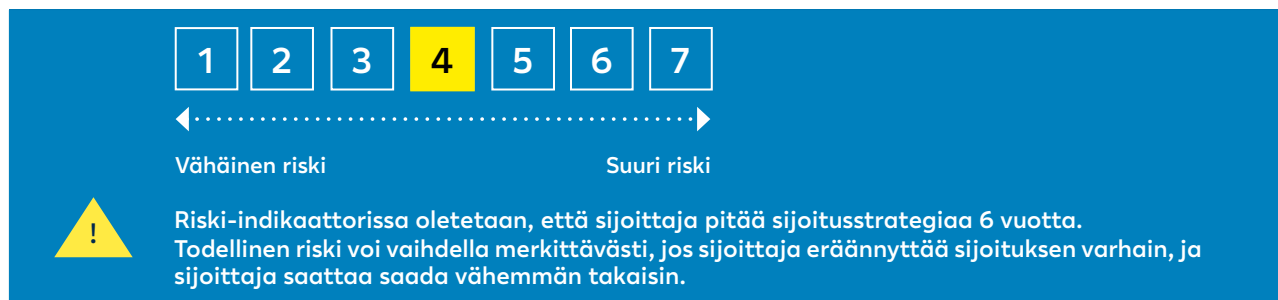 1 2 3 4 5 6 7
Vähäinen riski Suuri riski
!
Riski-indikaattorissa oletetaan, että sijoittaja pitää sijoitusstrategiaa 6 vuotta.
Todellinen riski voi vaihdella merkittävästi, jos sijoittaja eräännyttää sijoituksen varhain, ja
sijoittaja saattaa saada vähemmän takaisin.